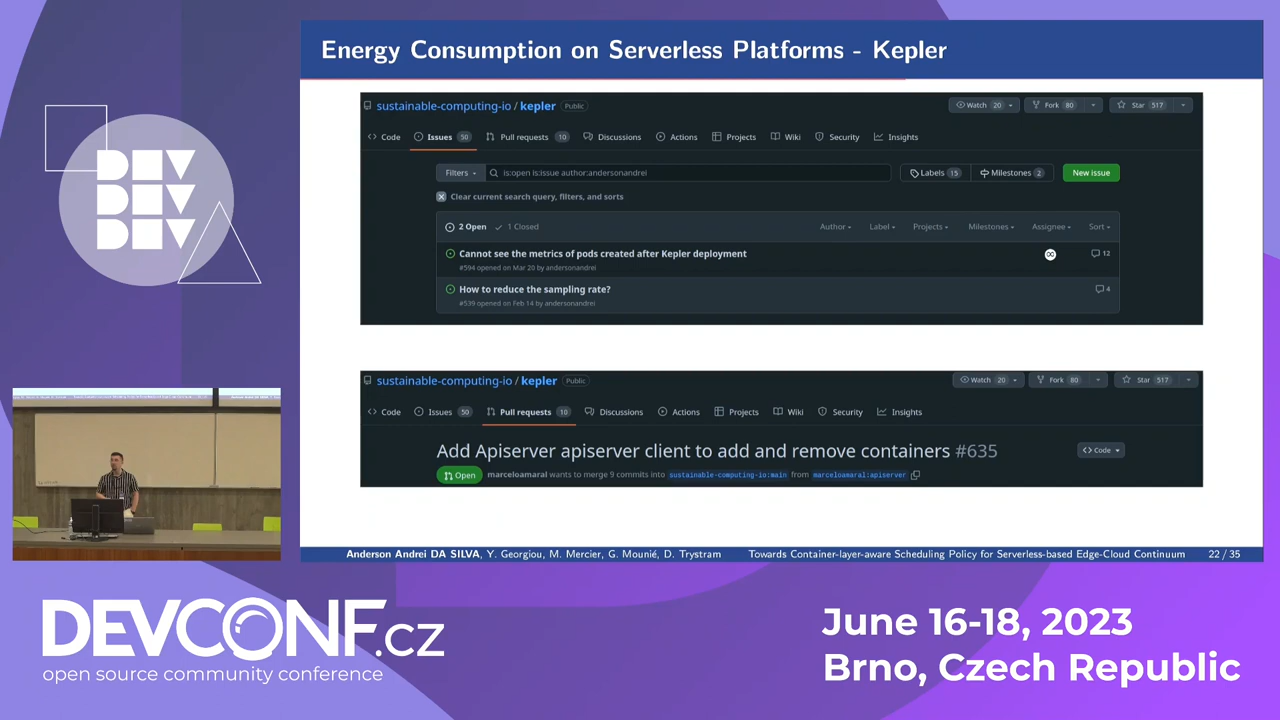 Energy Consumption on Serverless Platforms - Kepler
sustainable-computing-io / kepler Public
Watch 20 Fork 80 Star 517
Code Issues 50 Pull requests 10 Discussions Actions Projects Wiki Security Insights
Filters is:open is:issue author:andersonandrei Labels 15 Milestones 2 New issue
Clear current search query, filters, and sorts
2 Open 1 Closed Author Label Projects Milestones Assignee Sort
Cannot see the metrics of pods created after Kepler deployment 12
#594 opened on Mar 20 by andersonandrei
How to reduce the sampling rate? 4
#539 opened on Feb 14 by andersonandrei
sustainable-computing-io / kepler Public
Watch 20 Fork 80 Star 517
Code Issues 50 Pull requests 10 Discussions Actions Projects Wiki Security Insights
Add Apiserver apiserver client to add and remove containers #635
Code
Open marceloamaral wants to merge 9 commits into sustainable-computing-io:main from marceloamaral:apiserver
Anderson Andrei DA SILVA, Y. Georgiou, M. Mercier, G. Mounié, D. Trystram Towards Container-layer-aware Scheduling Policy for Serverless-based Edge-Cloud Continuum 22 / 35
DEV
DEV
DEV
DEVCONF.cz
open source community conference
June 16-18, 2023
Brno, Czech Republic